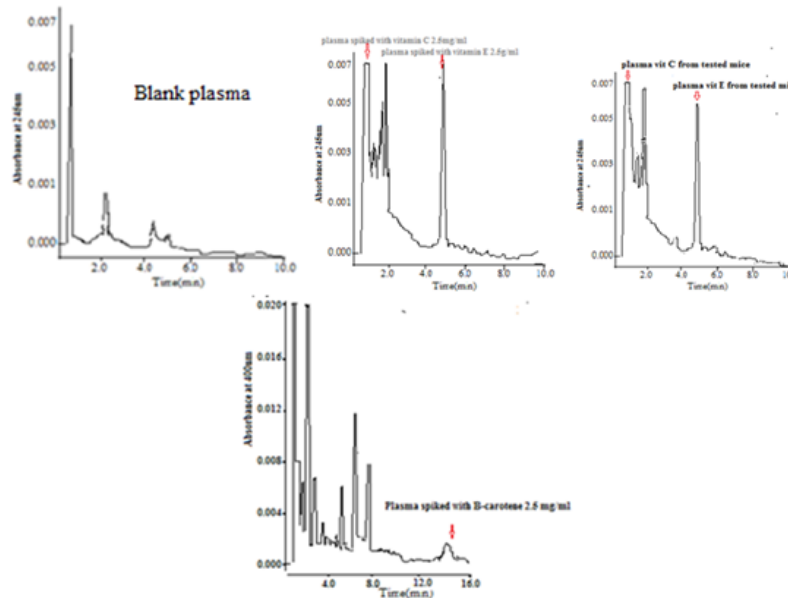 Blank plasma
0.007
0.005
0.003
0.001
0.000
Absorbance at 246nm
2.0 4.0 6.0 8.0 10.0
Time(mn)
plasma spiked with vitamin C 2.5mg/ml
plasma spiked with vitamin E 2.5g/ml
0.007
0.005
0.003
0.001
0.000
Absorbance at 246nm
2.0 4.0 6.0 8.0 10.0
Time(mn)
plasma vit C from tested mice
plasma vit E from tested mi
0.007
0.005
0.003
0.001
0.000
Absorbance at 246nm
2.0 4.0 6.0 8.0 10.0
Time(mn)
0.020
0.016
0.012
0.008
0.004
0.000
Absorbance at 400nm
Plasma spiked with B-carotene 2.5 mg/ml
4.0 8.0 12.0 16.0
Time(mn)